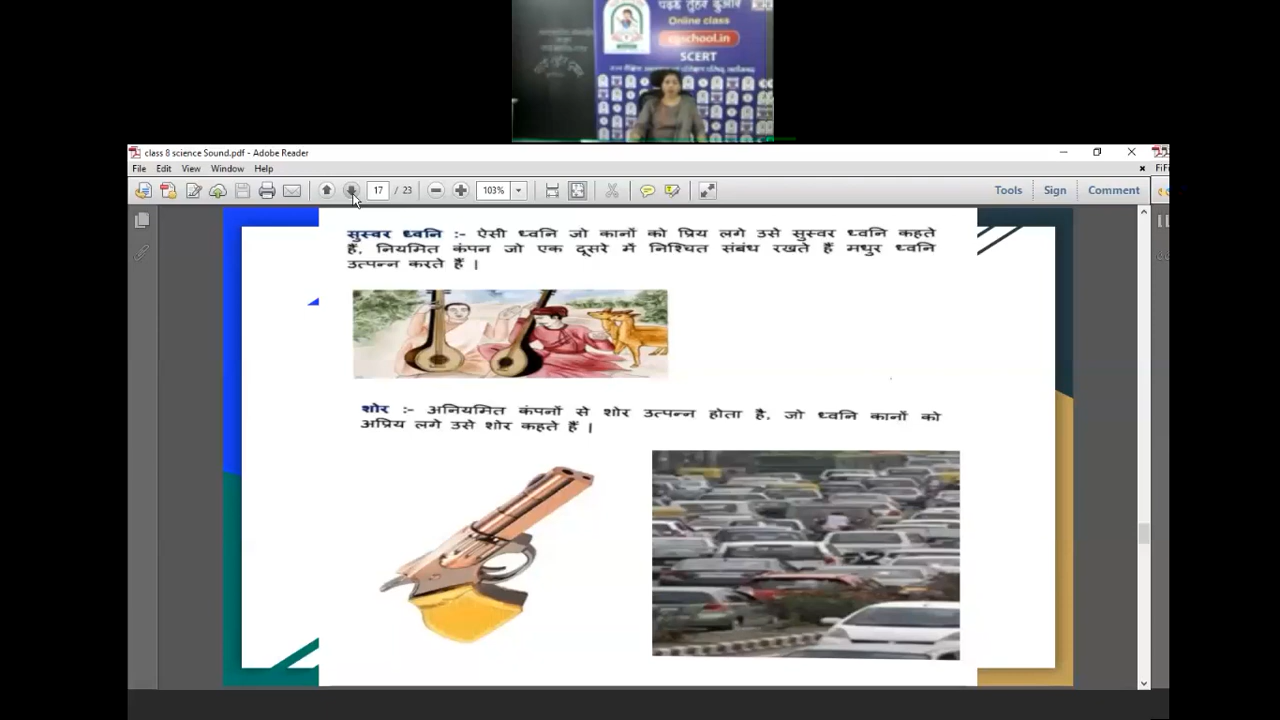 पढ़ई तुंहर दुआर
Online class
cgschool.in
SCERT
class 8 science Sound.pdf - Adobe Reader
File Edit View Window Help
17 / 23 103% Tools Sign Comment
सुस्वर ध्वनि :- ऐसी ध्वनि जो कानों को प्रिय लगे उसे सुस्वर ध्वनि कहते
हैं, नियमित कंपन जो एक दूसरे में निश्चित संबंध रखते हैं मधुर ध्वनि
उत्पन्न करते हैं |
शोर :- अनियमित कंपनों से शोर उत्पन्न होता है, जो ध्वनि कानों को
अप्रिय लगे उसे शोर कहते हैं |